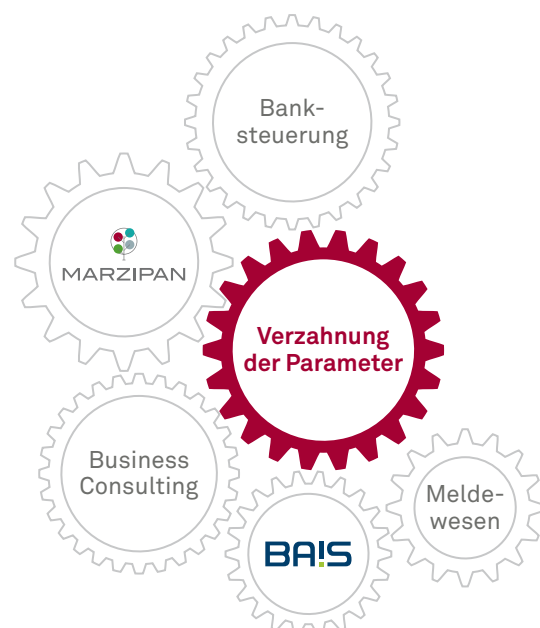 Bank-
steuerung
MARZIPAN
Verzahnung
der Parameter
Business
Consulting
Melde-
wesen
BA!S